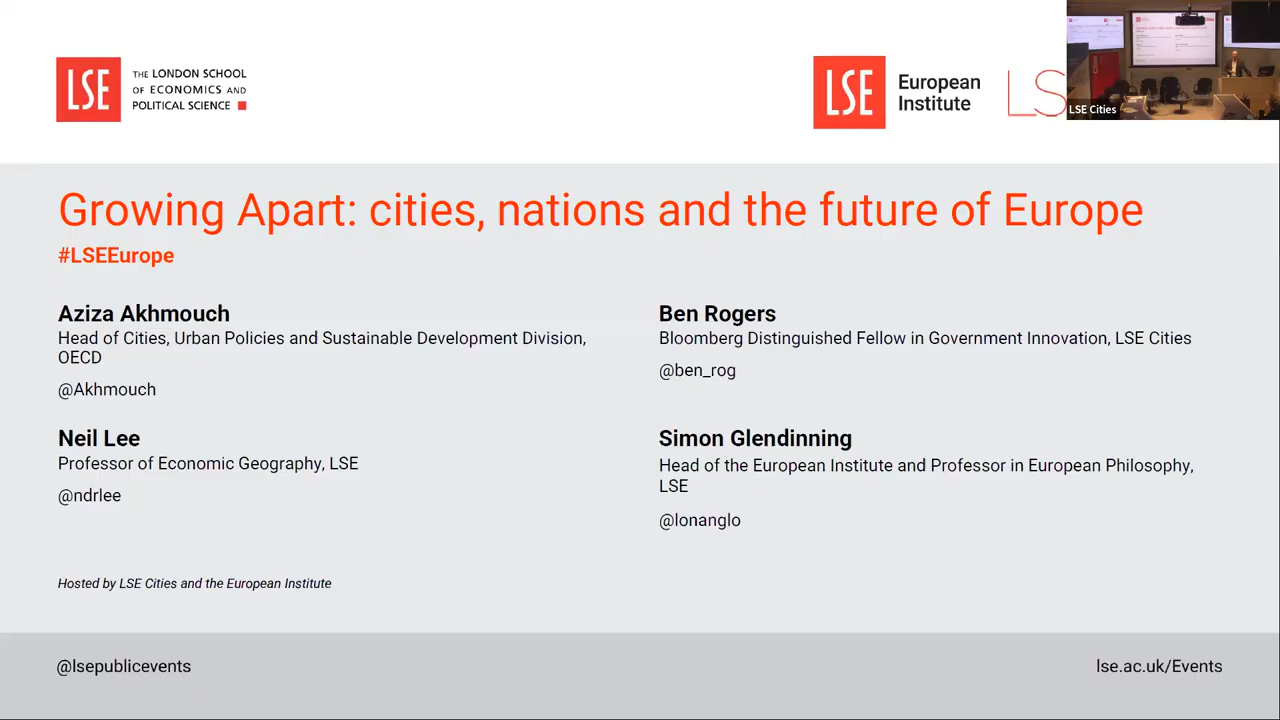 LSE
THE LONDON SCHOOL
OF ECONOMICS AND
POLITICAL SCIENCE
LSE
European
Institute
LS
LSE Cities
Growing Apart: cities, nations and the future of Europe
#LSEEurope
Aziza Akhmouch
Head of Cities, Urban Policies and Sustainable Development Division,
OECD
@Akhmouch
Ben Rogers
Bloomberg Distinguished Fellow in Government Innovation, LSE Cities
@ben_rog
Neil Lee
Professor of Economic Geography, LSE
@ndrlee
Simon Glendinning
Head of the European Institute and Professor in European Philosophy,
LSE
@lonanglo
Hosted by LSE Cities and the European Institute
@lsepublicevents
lse.ac.uk/Events